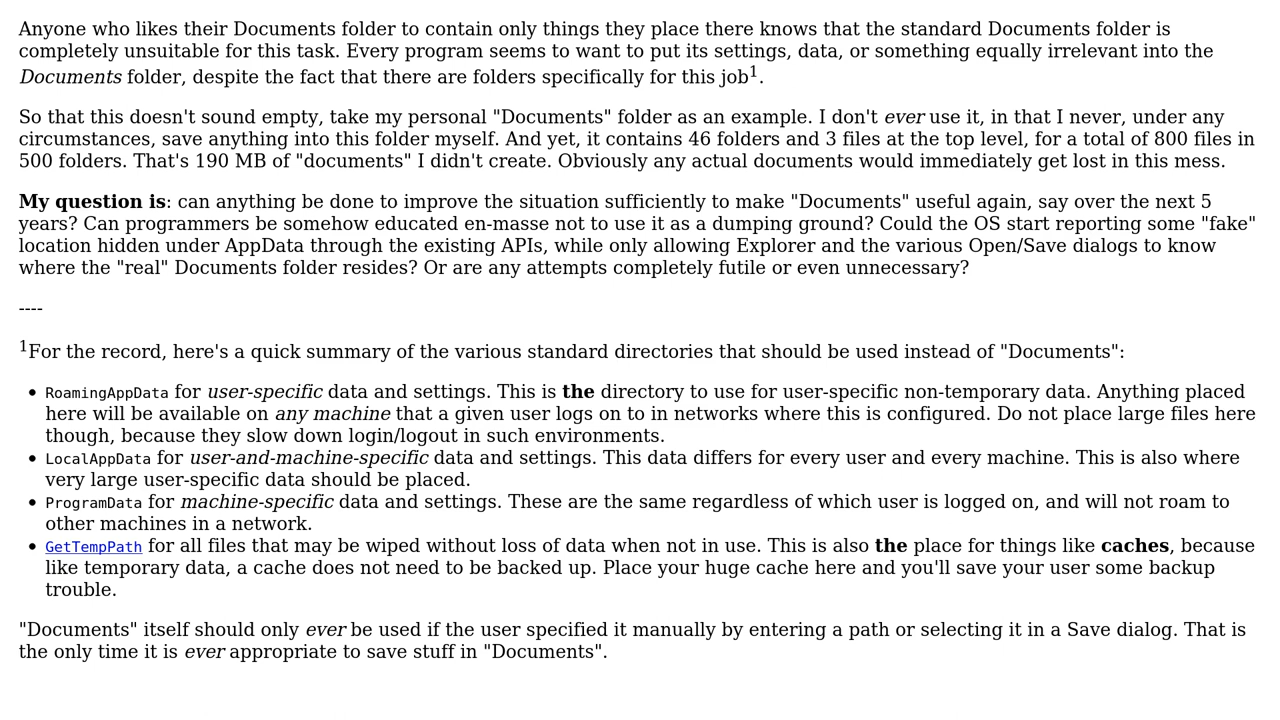 Anyone who likes their Documents folder to contain only things they place there knows that the standard Documents folder is
completely unsuitable for this task. Every program seems to want to put its settings, data, or something equally irrelevant into the
Documents folder, despite the fact that there are folders specifically for this job1.
So that this doesn't sound empty, take my personal "Documents" folder as an example. I don't ever use it, in that I never, under any
circumstances, save anything into this folder myself. And yet, it contains 46 folders and 3 files at the top level, for a total of 800 files in
500 folders. That's 190 MB of "documents" I didn't create. Obviously any actual documents would immediately get lost in this mess.
My question is: can anything be done to improve the situation sufficiently to make "Documents" useful again, say over the next 5
years? Can programmers be somehow educated en-masse not to use it as a dumping ground? Could the OS start reporting some "fake"
location hidden under AppData through the existing APIs, while only allowing Explorer and the various Open/Save dialogs to know
where the "real" Documents folder resides? Or are any attempts completely futile or even unnecessary?
----
1For the record, here's a quick summary of the various standard directories that should be used instead of "Documents":
• RoamingAppData for user-specific data and settings. This is the directory to use for user-specific non-temporary data. Anything placed
here will be available on any machine that a given user logs on to in networks where this is configured. Do not place large files here
though, because they slow down login/logout in such environments.
• LocalAppData for user-and-machine-specific data and settings. This data differs for every user and every machine. This is also where
very large user-specific data should be placed.
• ProgramData for machine-specific data and settings. These are the same regardless of which user is logged on, and will not roam to
other machines in a network.
• GetTempPath for all files that may be wiped without loss of data when not in use. This is also the place for things like caches, because
like temporary data, a cache does not need to be backed up. Place your huge cache here and you'll save your user some backup
trouble.
"Documents" itself should only ever be used if the user specified it manually by entering a path or selecting it in a Save dialog. That is
the only time it is ever appropriate to save stuff in "Documents".